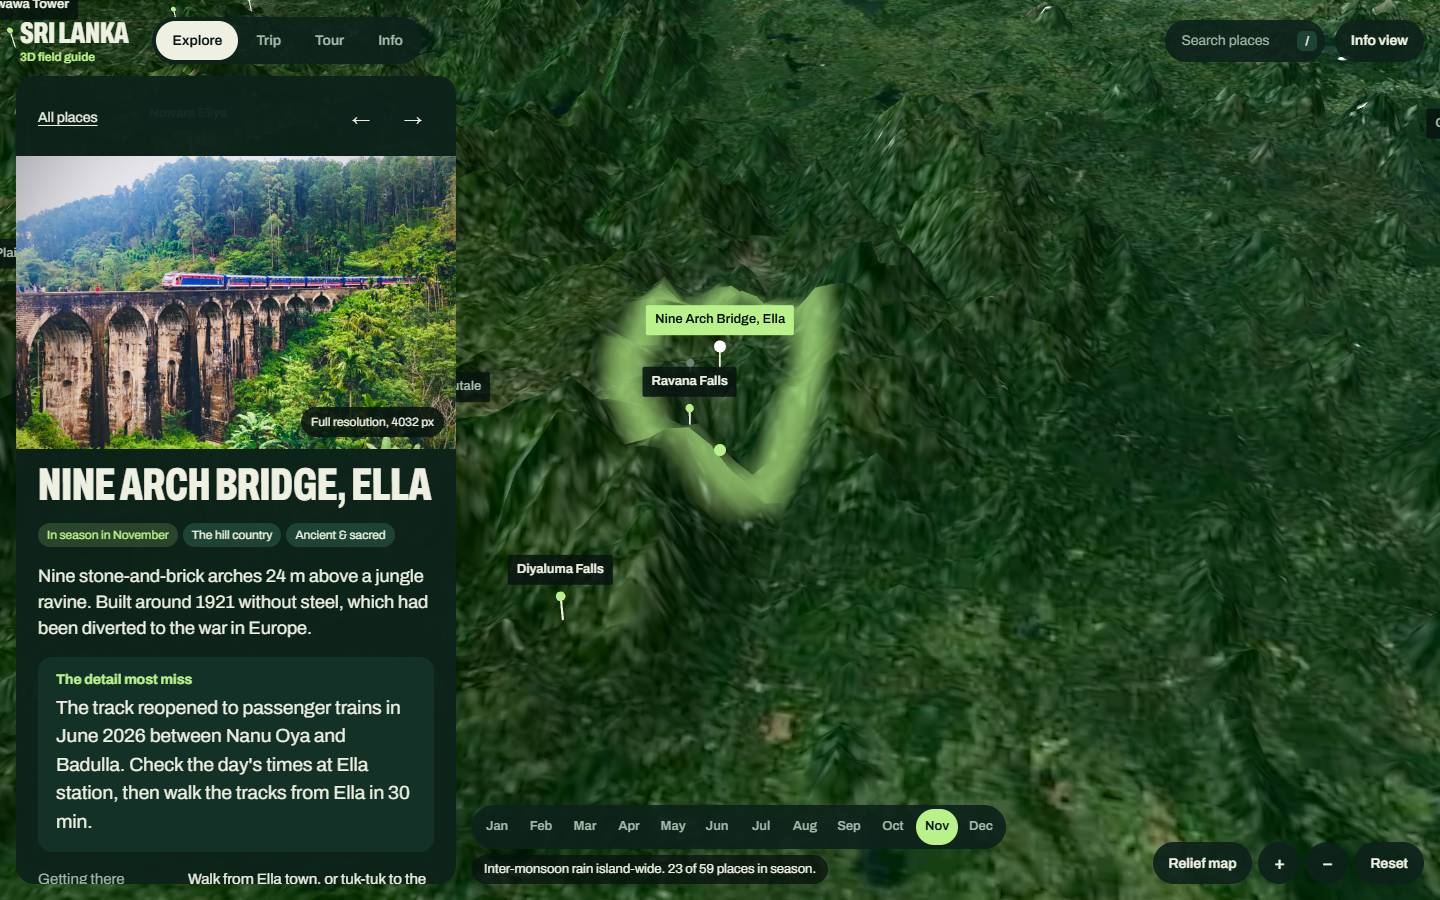 wawa Tower
SRI LANKA
3D field guide
Explore
Trip
Tour
Info
Search places
/
Info view
All places
Nuwara Eliya
← →
Full resolution, 4032 px
NINE ARCH BRIDGE, ELLA
In season in November
The hill country
Ancient & sacred
Nine stone-and-brick arches 24 m above a jungle
ravine. Built around 1921 without steel, which had
been diverted to the war in Europe.
The detail most miss
The track reopened to passenger trains in
June 2026 between Nanu Oya and
Badulla. Check the day's times at Ella
station, then walk the tracks from Ella in 30
min.
Getting there
Walk from Ella town, or tuk-tuk to the
Nine Arch Bridge, Ella
Ravana Falls
utale
Diyaluma Falls
Jan Feb Mar Apr May Jun Jul Aug Sep Oct Nov Dec
Inter-monsoon rain island-wide. 23 of 59 places in season.
Relief map
+
−
Reset